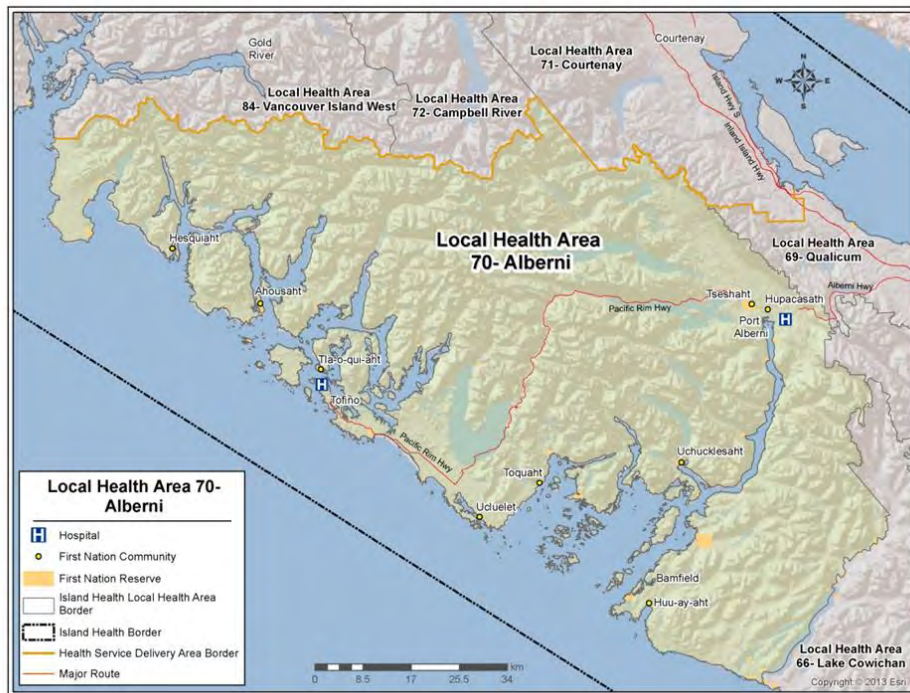 Gold
River
Courtenay
Local Health Area
71- Courtenay
Local Health Area
84- Vancouver Island West
Local Health Area
72- Campbell River
N
W
E
S
Island Hwy S
Inland Island Hwy
Local Health Area
70- Alberni
Local Health Area
69- Qualicum
Alberni Hwy
Hesquiaht
Ahousaht
Tseshaht
Hupacasath
Pacific Rim Hwy
Port
Alberni
H
Tla-o-qui-aht
H
Tofino
Pacific Rim Hwy
Toquaht
Uchucklesaht
Ucluelet
Bamfield
Huu-ay-aht
Local Health Area
66- Lake Cowichan
Local Health Area 70-
Alberni
H Hospital
First Nation Community
First Nation Reserve
Island Health Local Health Area
Border
Island Health Border
Health Service Delivery Area Border
Major Route
km
0 8.5 17 25.5 34
Copyright © 2013 Esri